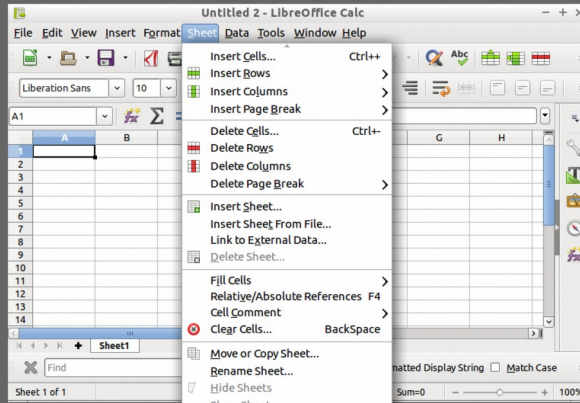 Untitled 2 - LibreOffice Calc
File Edit View Insert Format Sheet Data Tools Window Help
Liberation Sans 10
A1
A B G H
1
2
3
4
5
6
7
8
9
10
11
12
13
14
Insert Cells... Ctrl++
Insert Rows
Insert Columns
Insert Page Break
Delete Cells... Ctrl+-
Delete Rows
Delete Columns
Delete Page Break
Insert Sheet...
Insert Sheet From File...
Link to External Data...
Delete Sheet...
Fill Cells
Relative/Absolute References F4
Cell Comment
Clear Cells... BackSpace
Move or Copy Sheet...
Rename Sheet...
Hide Sheets
Sheet1
Find
matted Display String Match Case
Sheet 1 of 1 Sum=0 100%
Abc